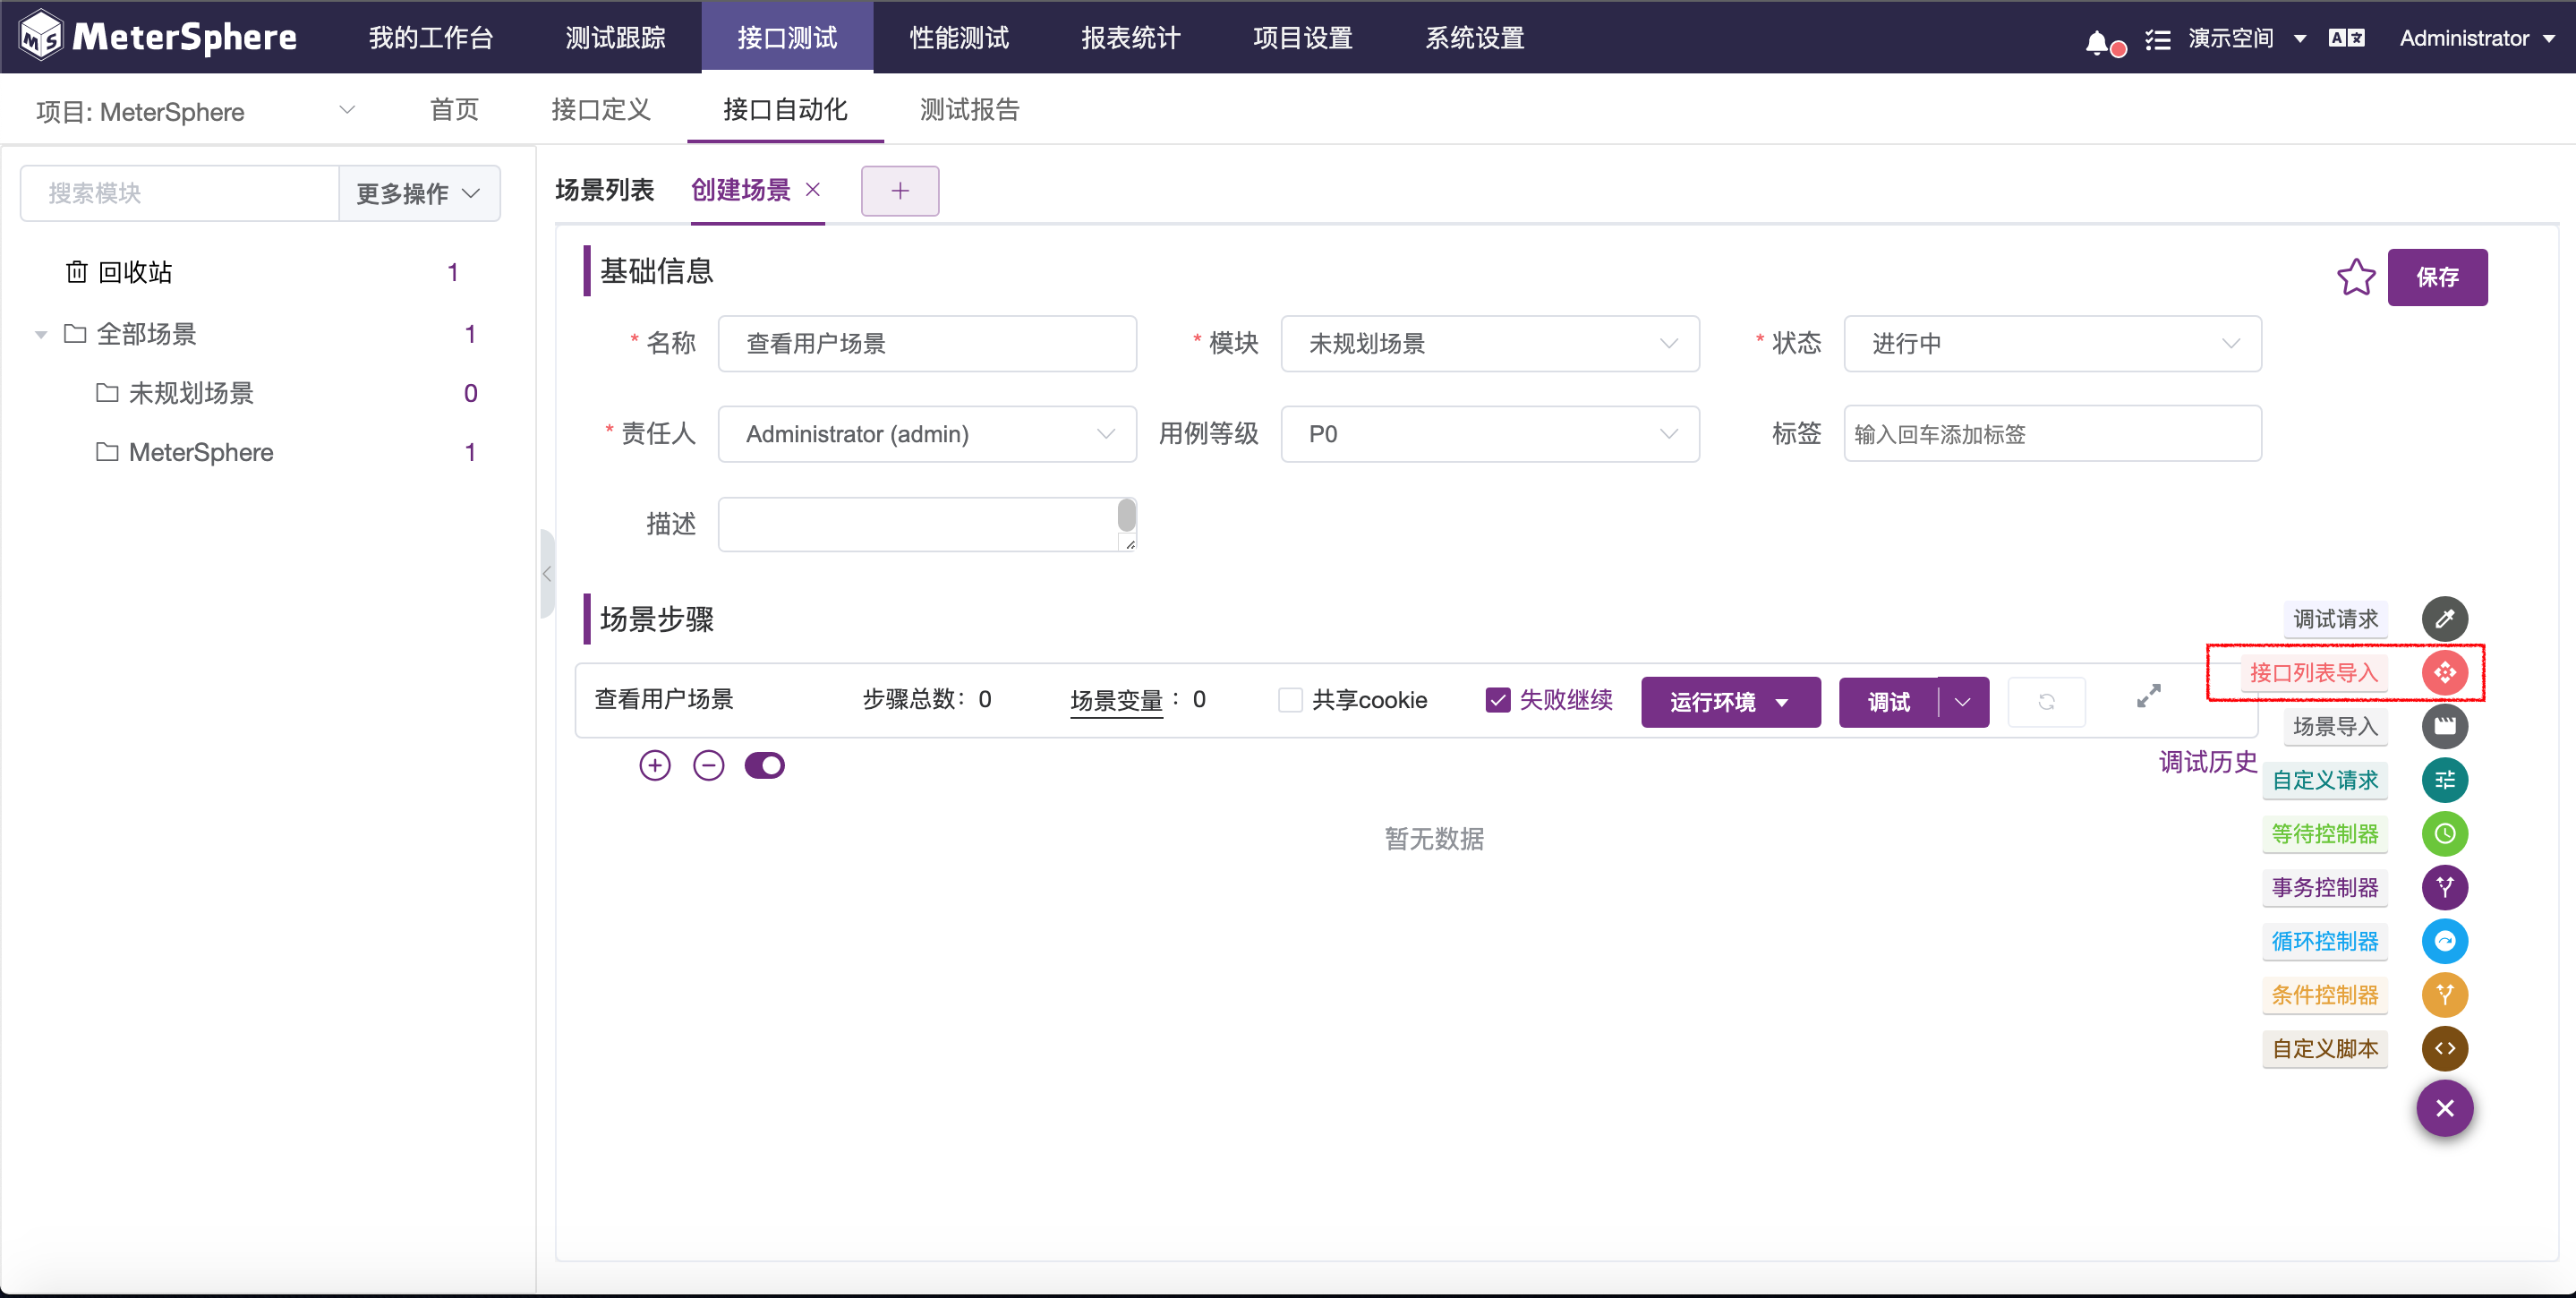 MeterSphere 我的工作台 测试跟踪 接口测试 性能测试 报表统计 项目设置 系统设置 演示空间 Administrator
项目: MeterSphere 首页 接口定义 接口自动化 测试报告
搜索模块 更多操作
回收站 1
全部场景 1
未规划场景 0
MeterSphere 1
场景列表 创建场景
基础信息 保存
* 名称 查看用户场景 * 模块 未规划场景 * 状态 进行中
* 责任人 Administrator (admin) 用例等级 P0 标签 输入回车添加标签
描述
场景步骤
查看用户场景 步骤总数：0 场景变量：0 共享cookie 失败继续 运行环境 调试
调试历史
暂无数据
调试请求
接口列表导入
场景导入
自定义请求
等待控制器
事务控制器
循环控制器
条件控制器
自定义脚本